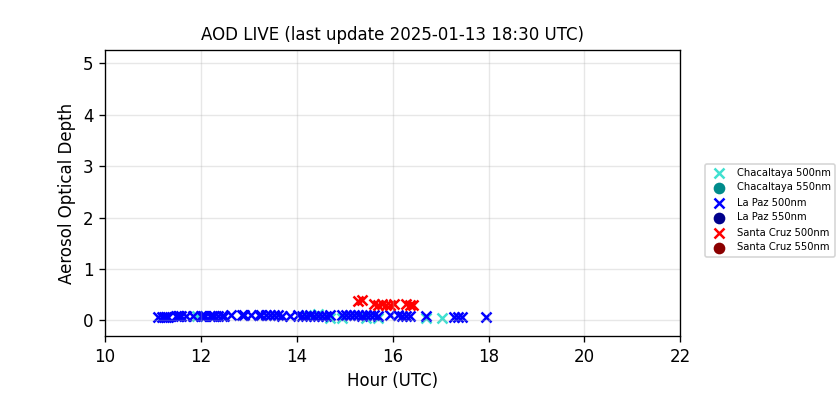 AOD LIVE (last update 2025-01-13 18:30 UTC)
5
4
3
2
1
0
Aerosol Optical Depth
10 12 14 16 18 20 22
Hour (UTC)
Chacaltaya 500nm
Chacaltaya 550nm
La Paz 500nm
La Paz 550nm
Santa Cruz 500nm
Santa Cruz 550nm